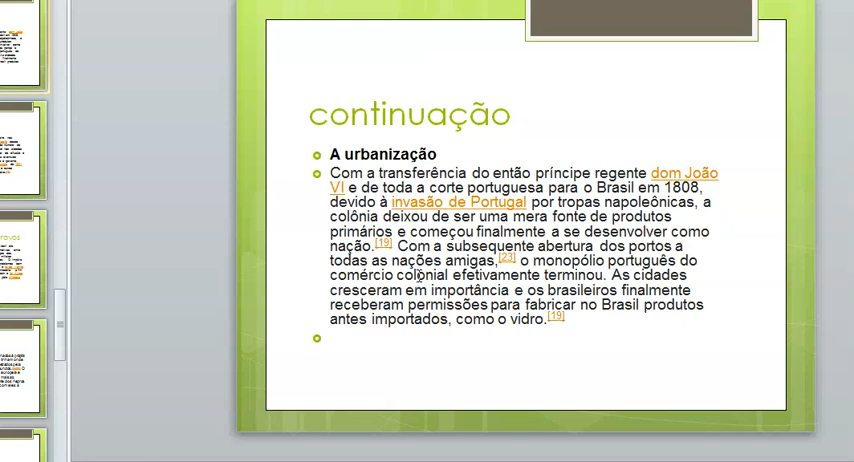 continuação
A urbanização
Com a transferência do então príncipe regente dom João
VI e de toda a corte portuguesa para o Brasil em 1808,
devido à invasão de Portugal por tropas napoleônicas, a
colônia deixou de ser uma mera fonte de produtos
primários e começou finalmente a se desenvolver como
nação.[19] Com a subsequente abertura dos portos a
todas as nações amigas,[23] o monopólio português do
comércio colonial efetivamente terminou. As cidades
cresceram em importância e os brasileiros finalmente
receberam permissões para fabricar no Brasil produtos
antes importados, como o vidro.[19]